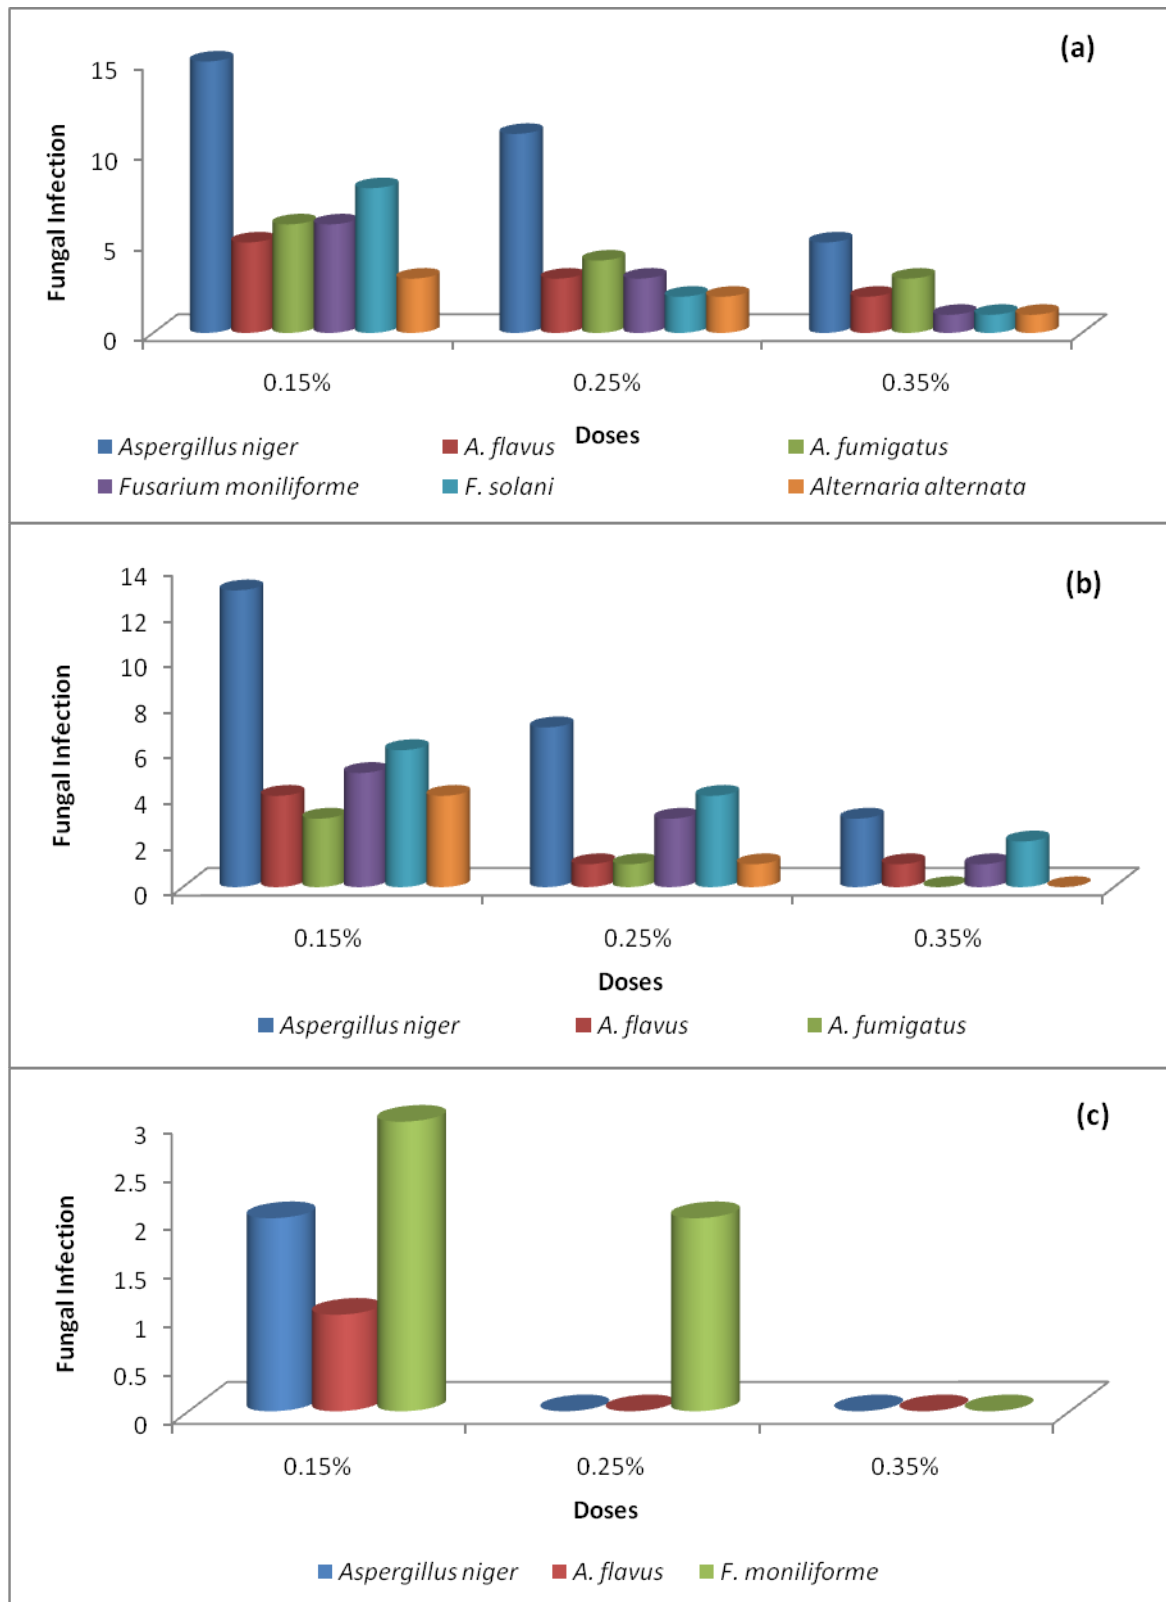 (a)
15
10
5
0
Fungal Infection
0.15% 0.25% 0.35%
Doses
Aspergillus niger A. flavus A. fumigatus
Fusarium moniliforme F. solani Alternaria alternata
(b)
14
12
10
8
6
4
2
0
Fungal Infection
0.15% 0.25% 0.35%
Doses
Aspergillus niger A. flavus A. fumigatus
(c)
3
2.5
2
1.5
1
0.5
0
Fungal Infection
0.15% 0.25% 0.35%
Doses
Aspergillus niger A. flavus F. moniliforme